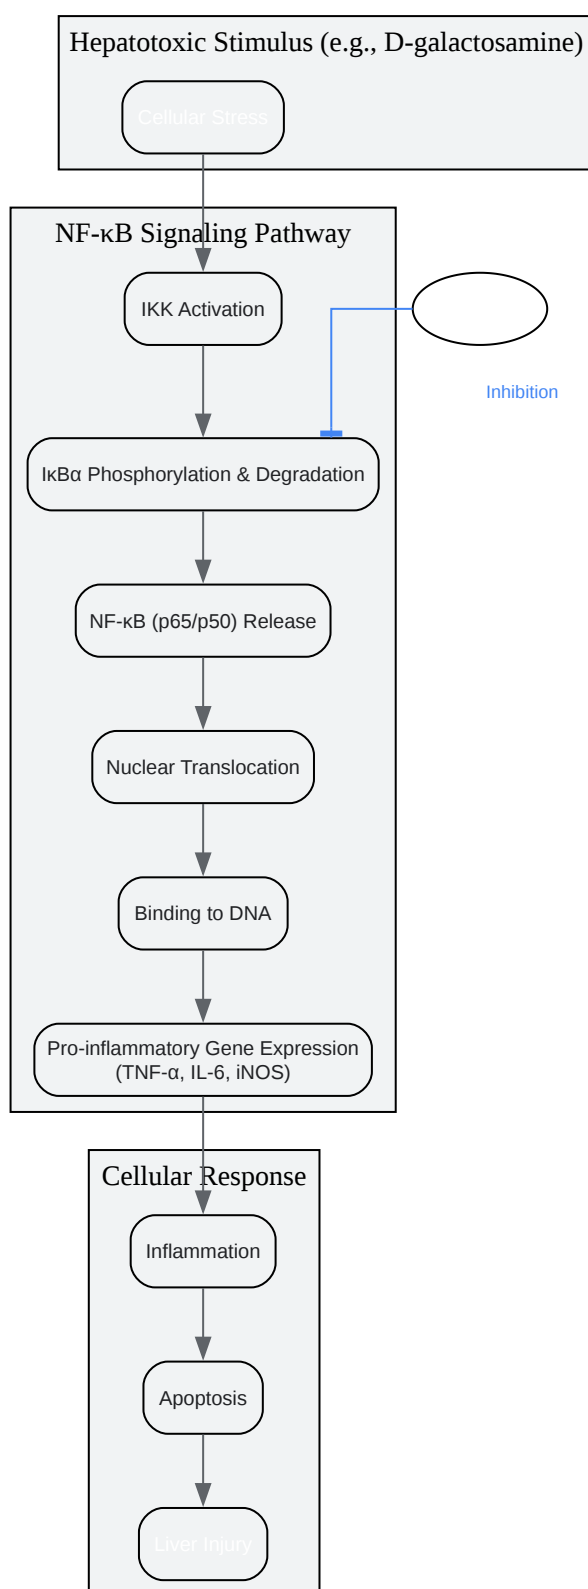 Hepatotoxic Stimulus (e.g., D-galactosamine)
Cellular Stress
NF-κB Signaling Pathway
IKK Activation
Inhibition
IκBα Phosphorylation & Degradation
NF-κB (p65/p50) Release
Nuclear Translocation
Binding to DNA
Pro-inflammatory Gene Expression
(TNF-α, IL-6, iNOS)
Cellular Response
Inflammation
Apoptosis
Liver Injury